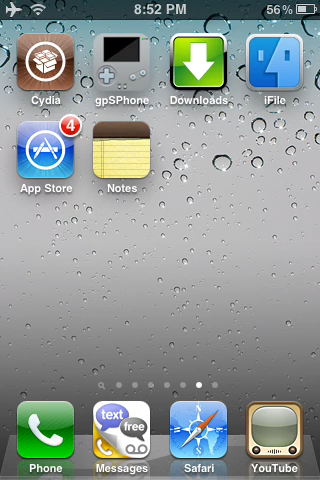 8:52 PM
56%
Cydia
gpSPhone
Downloads
iFile
4
App Store
Notes
text
free
Phone
Messages
Safari
YouTube